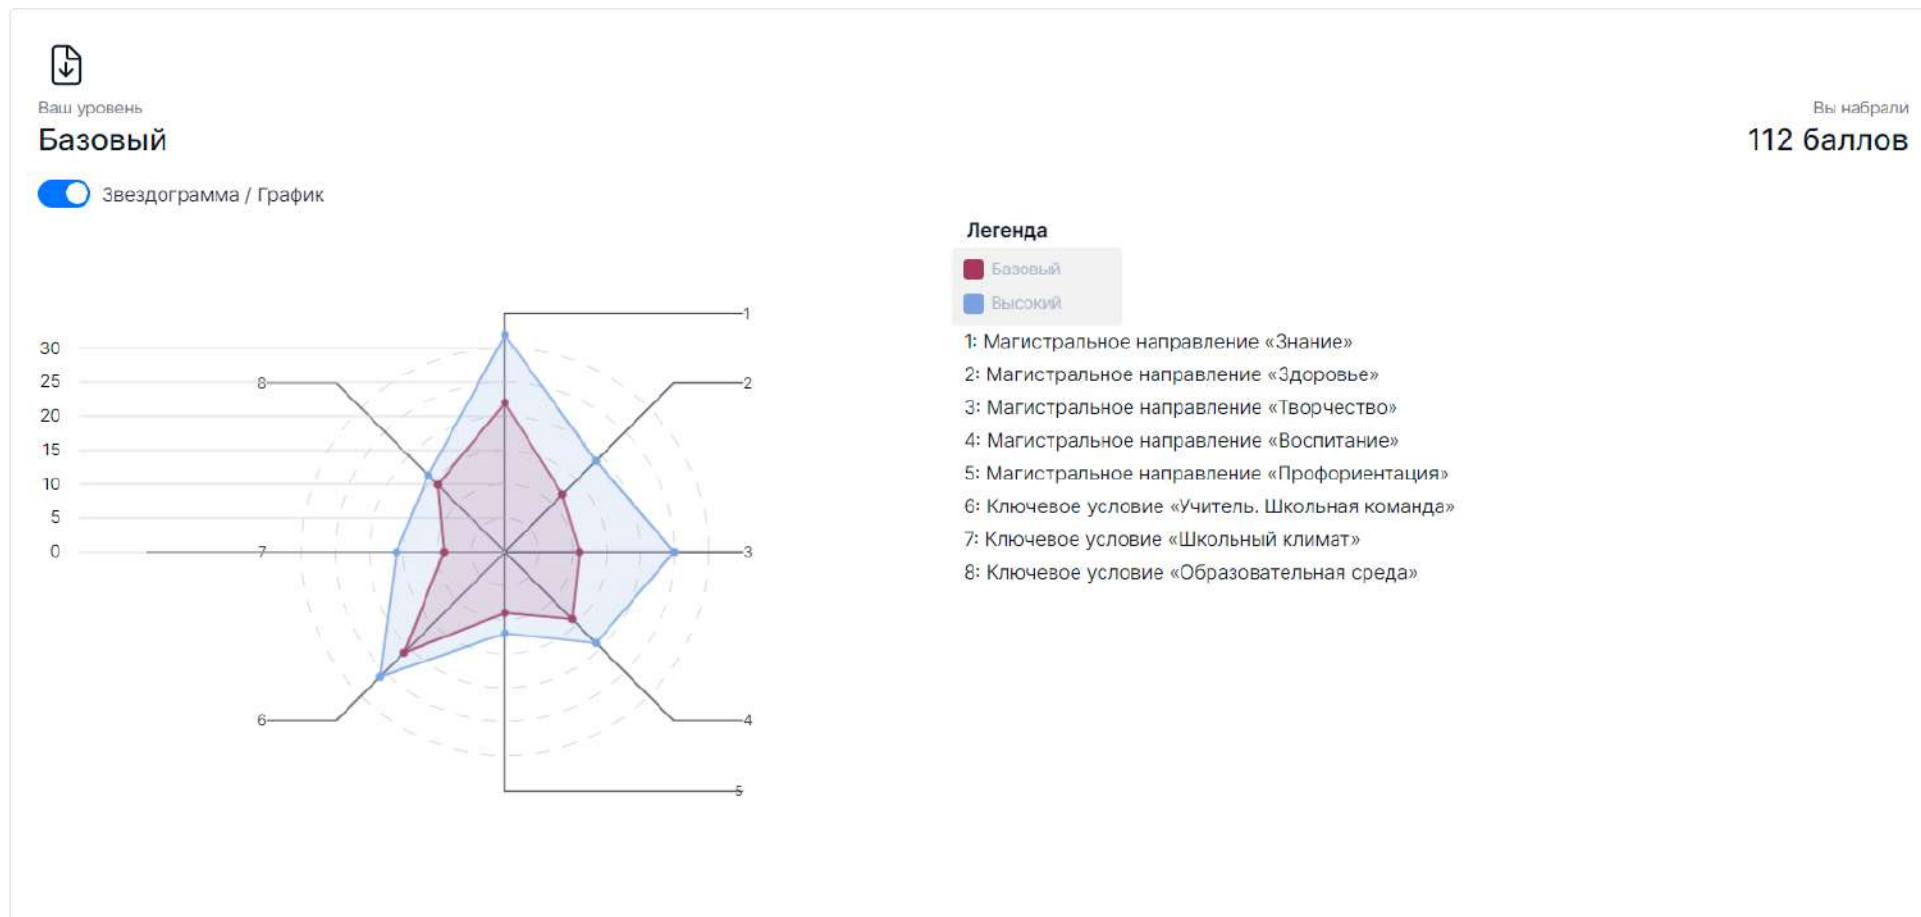 Ваш уровень
Базовый
Вы набрали
112 баллов
Звездограмма / График
30
25
20
15
10
5
0
1
2
3
4
5
6
7
8
Легенда
Базовый
Высокий
1: Магистральное направление «Знание»
2: Магистральное направление «Здоровье»
3: Магистральное направление «Творчество»
4: Магистральное направление «Воспитание»
5: Магистральное направление «Профориентация»
6: Ключевое условие «Учитель. Школьная команда»
7: Ключевое условие «Школьный климат»
8: Ключевое условие «Образовательная среда»